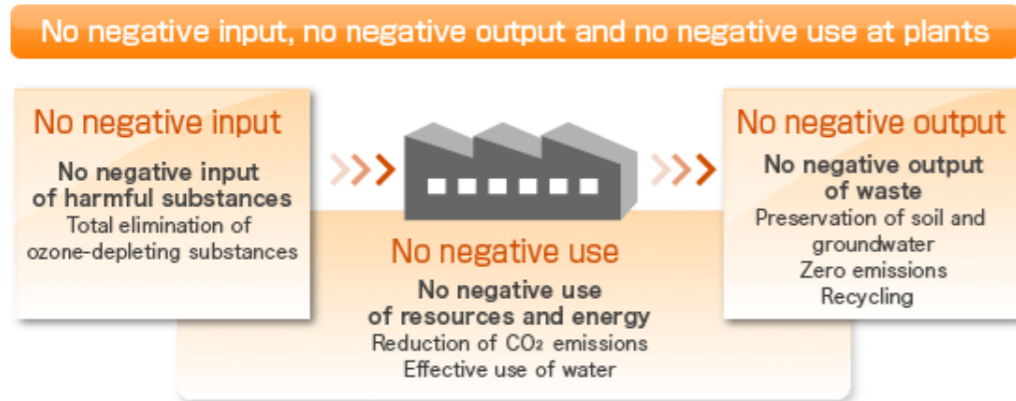 No negative input, no negative output and no negative use at plants
No negative input
No negative input
of harmful substances
Total elimination of
ozone-depleting substances
No negative use
No negative use
of resources and energy
Reduction of CO₂ emissions
Effective use of water
No negative output
No negative output
of waste
Preservation of soil and
groundwater
Zero emissions
Recycling